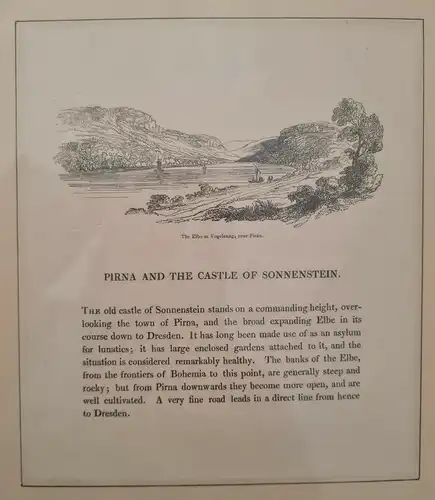 The Elbe at Vogelsang, near Pirna.
PIRNA AND THE CASTLE OF SONNENSTEIN.
THE old castle of Sonnenstein stands on a commanding height, over-
looking the town of Pirna, and the broad expanding Elbe in its
course down to Dresden. It has long been made use of as an asylum
for lunatics; it has large enclosed gardens attached to it, and the
situation is considered remarkably healthy. The banks of the Elbe,
from the frontiers of Bohemia to this point, are generally steep and
rocky; but from Pirna downwards they become more open, and are
well cultivated. A very fine road leads in a direct line from hence
to Dresden.